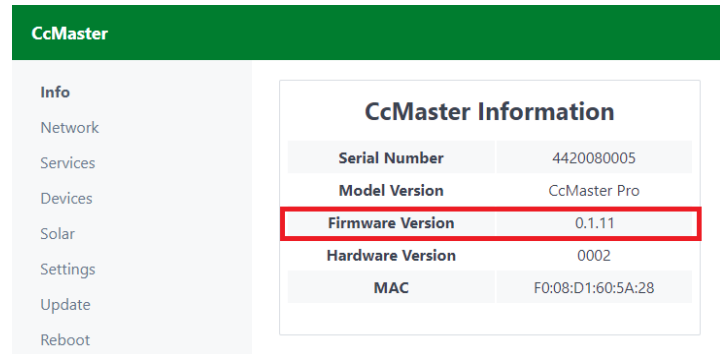 CcMaster
Info
Network
Services
Devices
Solar
Settings
Update
Reboot
CcMaster Information
Serial Number 4420080005
Model Version CcMaster Pro
Firmware Version 0.1.11
Hardware Version 0002
MAC F0:08:D1:60:5A:28